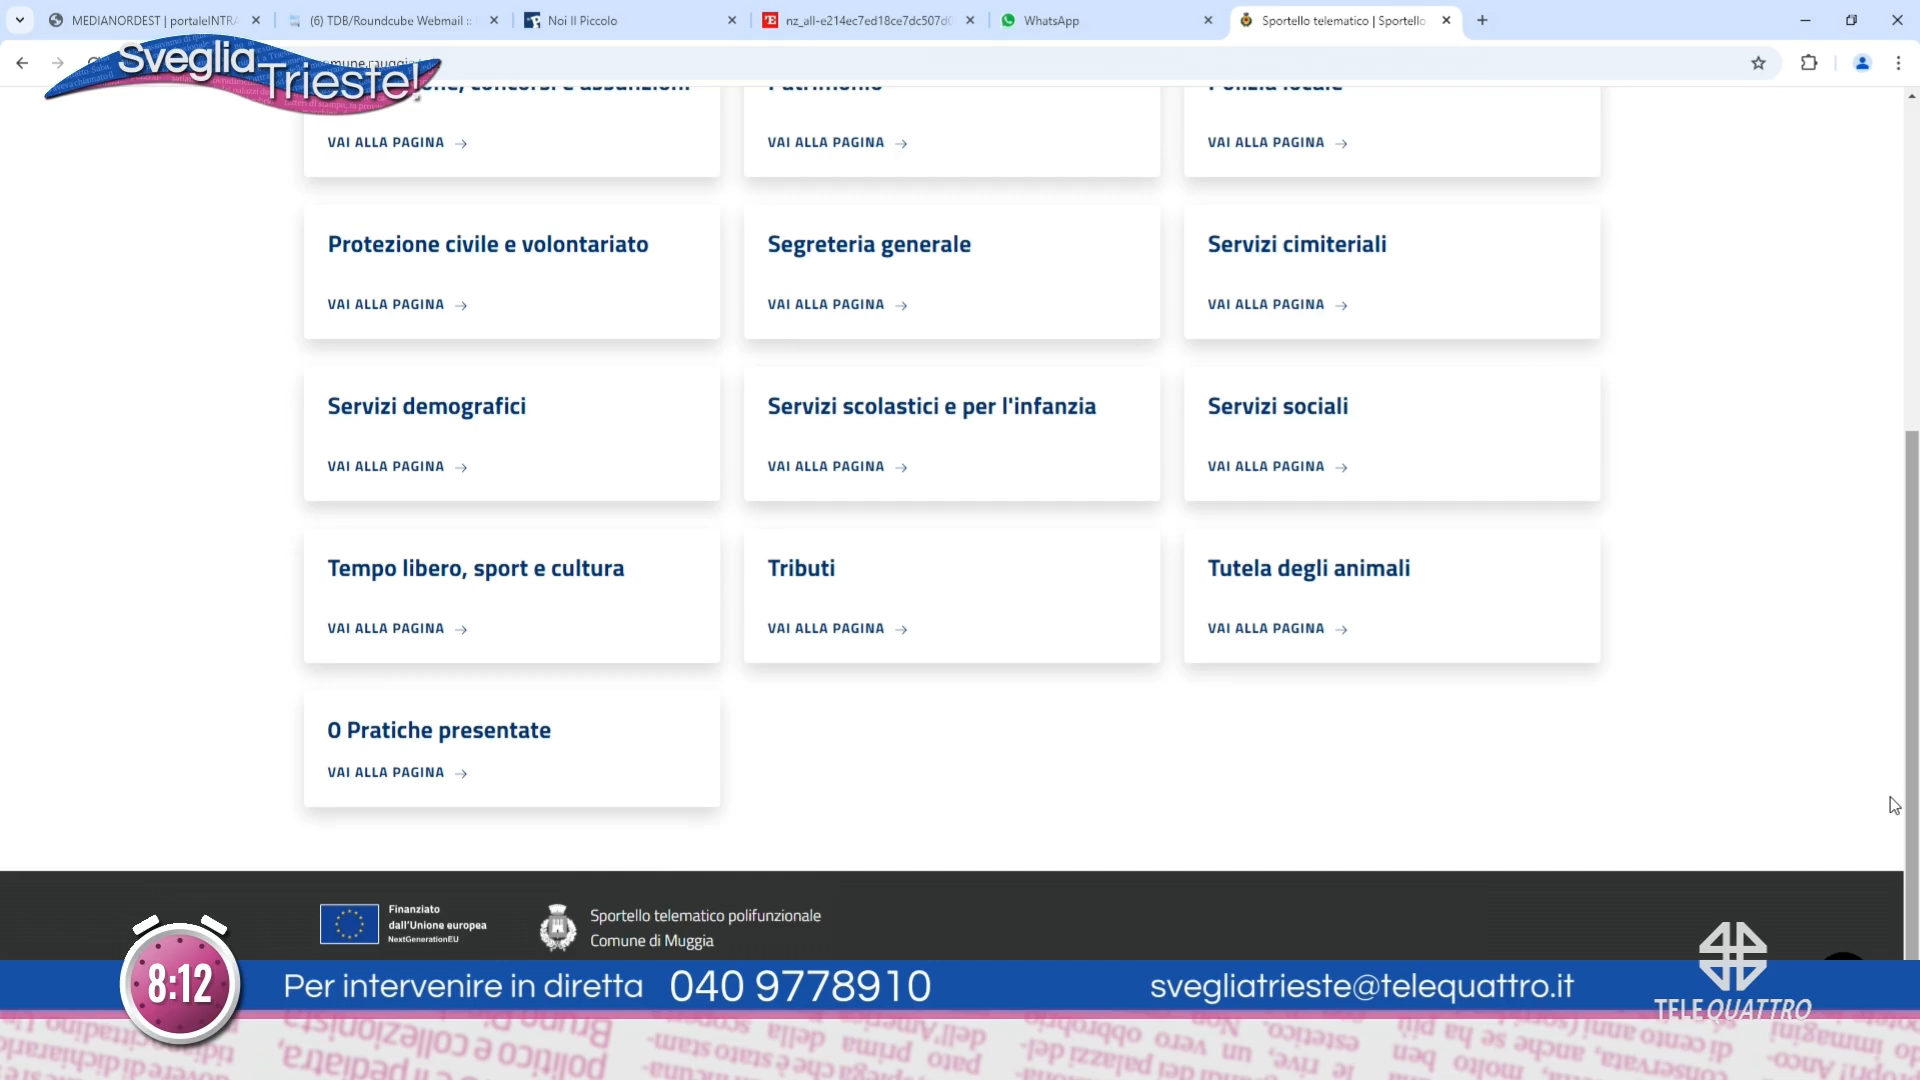 MEDIANORDEST | portaleINTRA
(6) TDB/Roundcube Webmail ::
Noi Il Piccolo
nz_all-e214ec7ed18ce7dc507d
WhatsApp
Sportello telematico | Sportello
Sveglia
Trieste!
Patrimonio
Polizia locale
VAI ALLA PAGINA
VAI ALLA PAGINA
VAI ALLA PAGINA
Protezione civile e volontariato
Segreteria generale
Servizi cimiteriali
VAI ALLA PAGINA
VAI ALLA PAGINA
VAI ALLA PAGINA
Servizi demografici
Servizi scolastici e per l'infanzia
Servizi sociali
VAI ALLA PAGINA
VAI ALLA PAGINA
VAI ALLA PAGINA
Tempo libero, sport e cultura
Tributi
Tutela degli animali
VAI ALLA PAGINA
VAI ALLA PAGINA
VAI ALLA PAGINA
0 Pratiche presentate
VAI ALLA PAGINA
Finanziato
dall'Unione europea
NextGenerationEU
Sportello telematico polifunzionale
Comune di Muggia
8:12
Per intervenire in diretta 040 9778910
svegliatrieste@telequattro.it
TELEQUATTRO